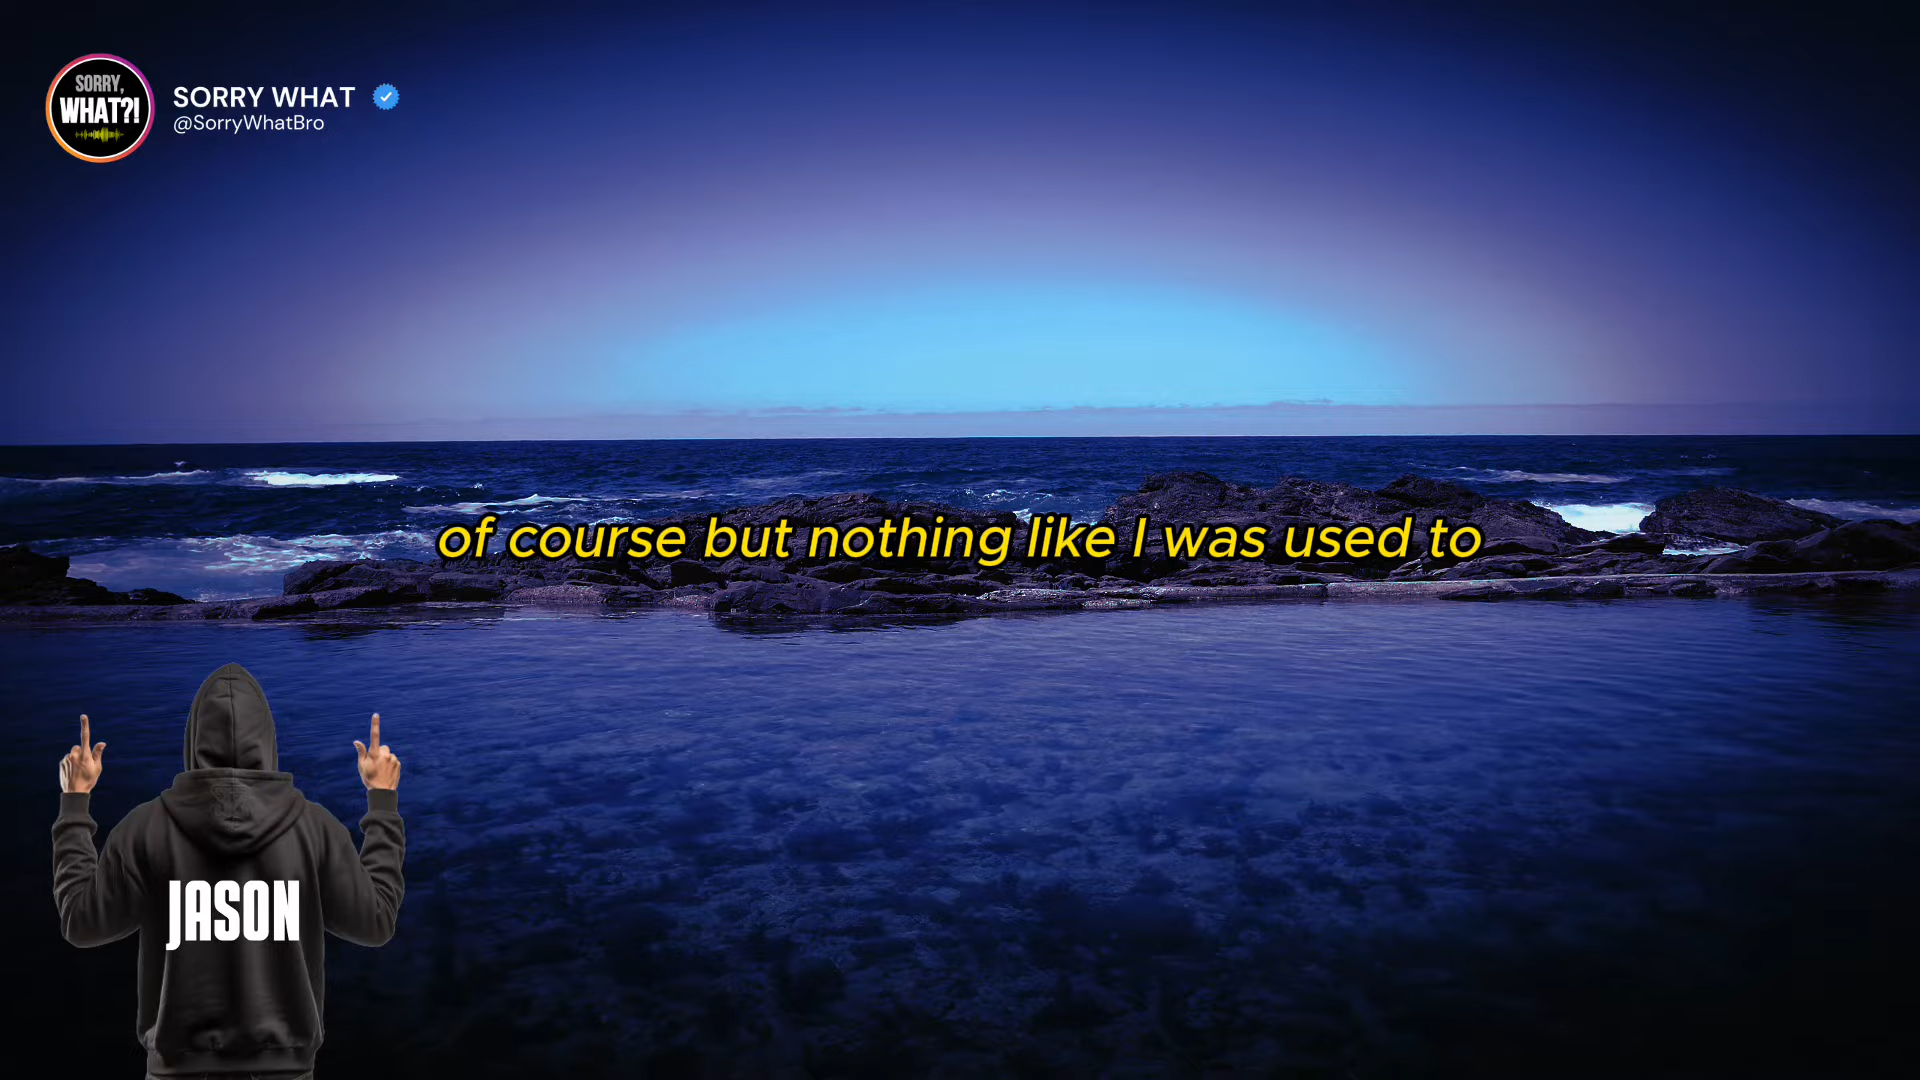 SORRY,
WHAT?!
SORRY WHAT
@SorryWhatBro
of course but nothing like I was used to
JASON